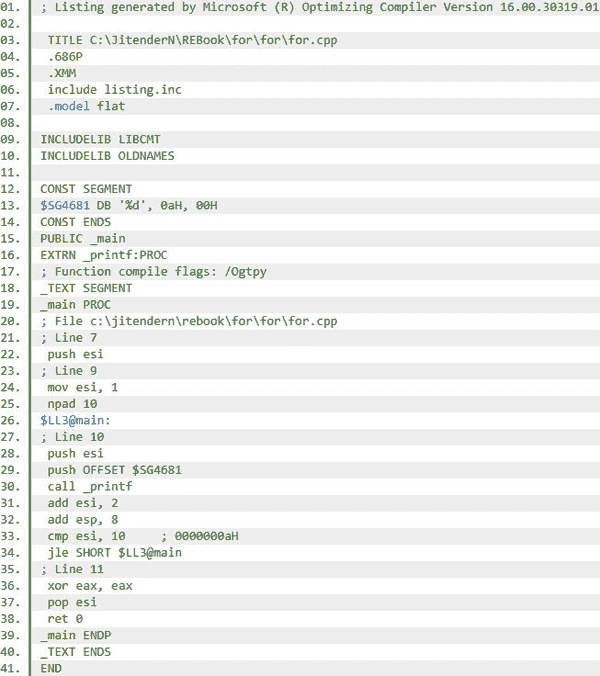 01. ; Listing generated by Microsoft (R) Optimizing Compiler Version 16.00.30319.01
02.
03. TITLE C:\JitenderN\REBook\for\for\for.cpp
04. .686P
05. .XMM
06. include listing.inc
07. .model flat
08.
09. INCLUDELIB LIBCMT
10. INCLUDELIB OLDNAMES
11.
12. CONST SEGMENT
13. $SG4681 DB '%d', 0aH, 00H
14. CONST ENDS
15. PUBLIC _main
16. EXTRN _printf:PROC
17. ; Function compile flags: /Ogtpy
18. _TEXT SEGMENT
19. _main PROC
20. ; File c:\jitendern\rebook\for\for\for.cpp
21. ; Line 7
22. push esi
23. ; Line 9
24. mov esi, 1
25. npad 10
26. $LL3@main:
27. ; Line 10
28. push esi
29. push OFFSET $SG4681
30. call _printf
31. add esi, 2
32. add esp, 8
33. cmp esi, 10 ; 0000000aH
34. jle SHORT $LL3@main
35. ; Line 11
36. xor eax, eax
37. pop esi
38. ret 0
39. _main ENDP
40. _TEXT ENDS
41. END